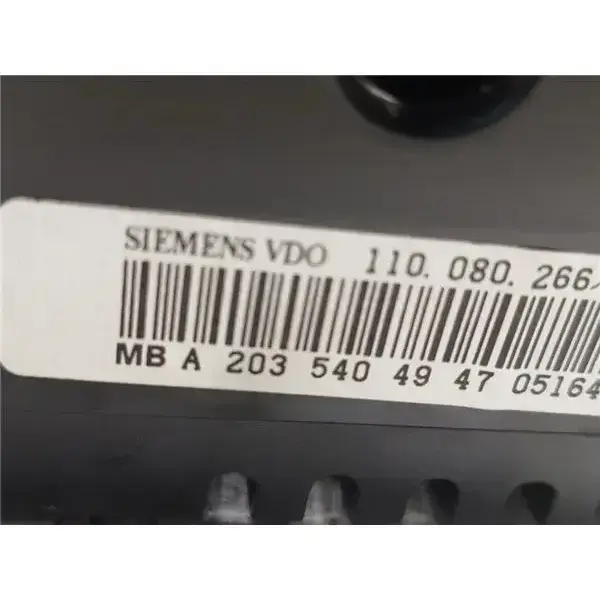 SIEMENS VDO 110. 080. 266/
MB A 203 540 49 47 05164